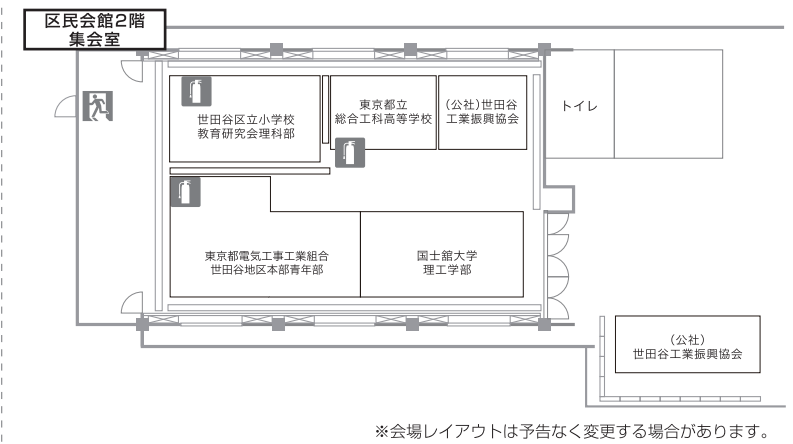 区民会館2階
集会室
世田谷区立小学校
教育研究会理科部
東京都立
総合工科高等学校
(公社)世田谷
工業振興協会
トイレ
東京都電気工事工業組合
世田谷地区本部青年部
国士舘大学
理工学部
(公社)
世田谷工業振興協会
※会場レイアウトは予告なく変更する場合があります。